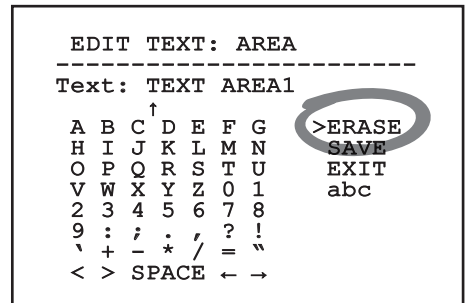 EDIT TEXT: AREA
------------------------
Text: TEXT AREA1
↑
A B C D E F G >ERASE
H I J K L M N SAVE
O P Q R S T U EXIT
V W X Y Z 0 1 abc
2 3 4 5 6 7 8
9 : ; . , ? !
‵ + - * / = ‶
< > SPACE ← →